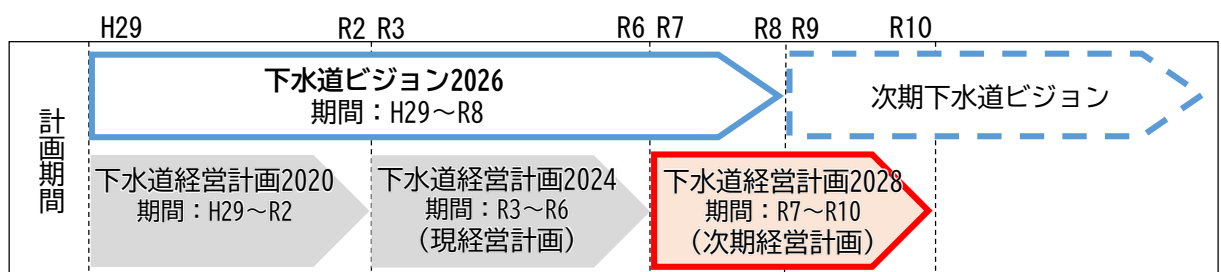 H29 R2 R3 R6 R7 R8 R9 R10
計画期間
下水道ビジョン2026
期間：H29～R8
次期下水道ビジョン
下水道経営計画2020
期間：H29～R2
下水道経営計画2024
期間：R3～R6
（現経営計画）
下水道経営計画2028
期間：R7～R10
（次期経営計画）